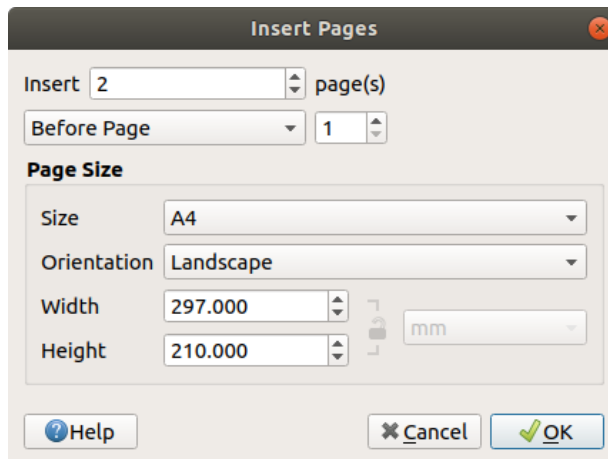 Insert Pages
Insert 2 page(s)
Before Page 1
Page Size
Size A4
Orientation Landscape
Width 297.000
mm
Height 210.000
Help Cancel OK